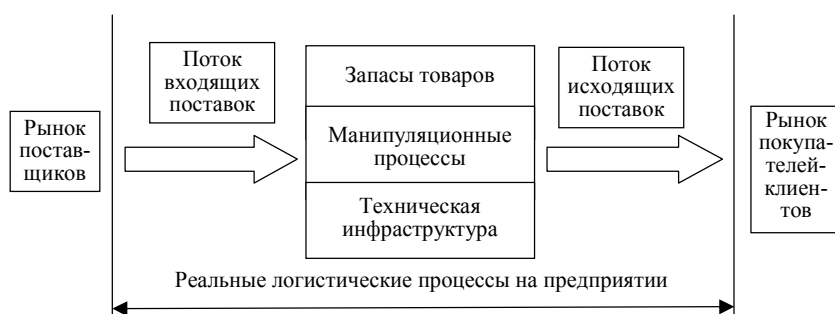 Рынок
постав-
щиков
Поток
входящих
поставок
Запасы товаров
Манипуляционные
процессы
Техническая
инфраструктура
Поток
исходящих
поставок
Рынок
покупа-
телей-
клиен-
тов
Реальные логистические процессы на предприятии